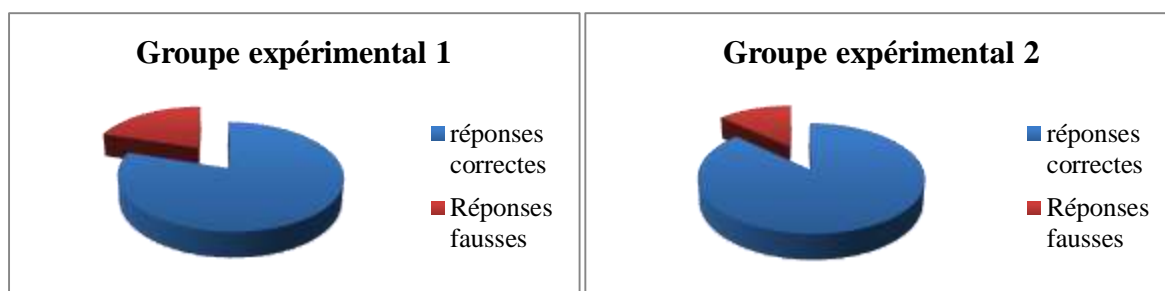 Groupe expérimental 1
réponses
correctes
Réponses
fausses
Groupe expérimental 2
réponses
correctes
Réponses
fausses